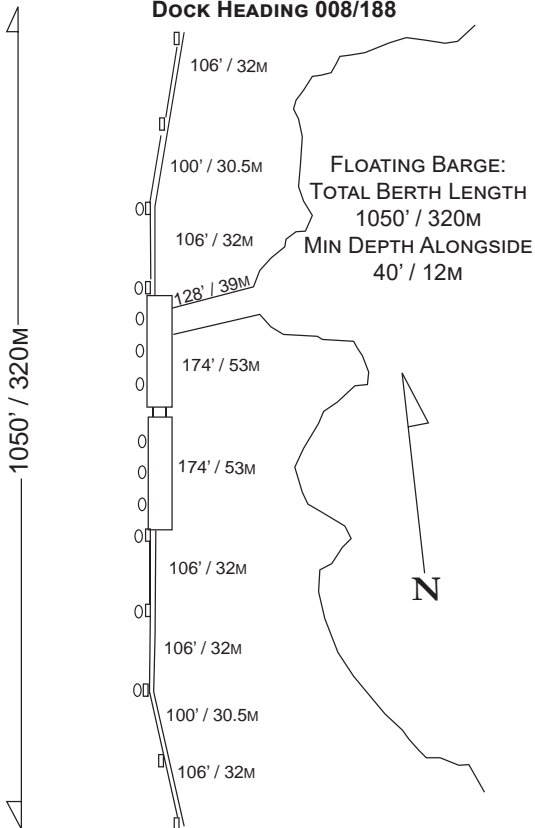 DOCK HEADING 008/188
106' / 32M
100' / 30.5M
FLOATING BARGE:
TOTAL BERTH LENGTH
1050' / 320M
MIN DEPTH ALONGSIDE
40' / 12M
106' / 32M
128' / 39M
174' / 53M
1050' / 320M
174' / 53M
106' / 32M
N
106' / 32M
100' / 30.5M
106' / 32M